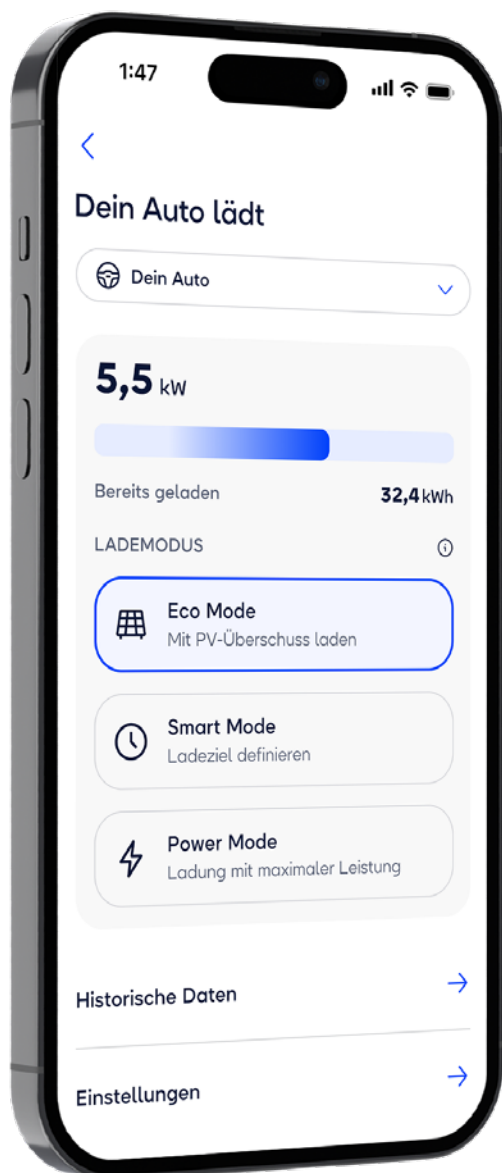 1:47
Dein Auto lädt
Dein Auto
5,5 kW
Bereits geladen 32,4 kWh
LADEMODUS
Eco Mode
Mit PV-Überschuss laden
Smart Mode
Ladeziel definieren
Power Mode
Ladung mit maximaler Leistung
Historische Daten
Einstellungen